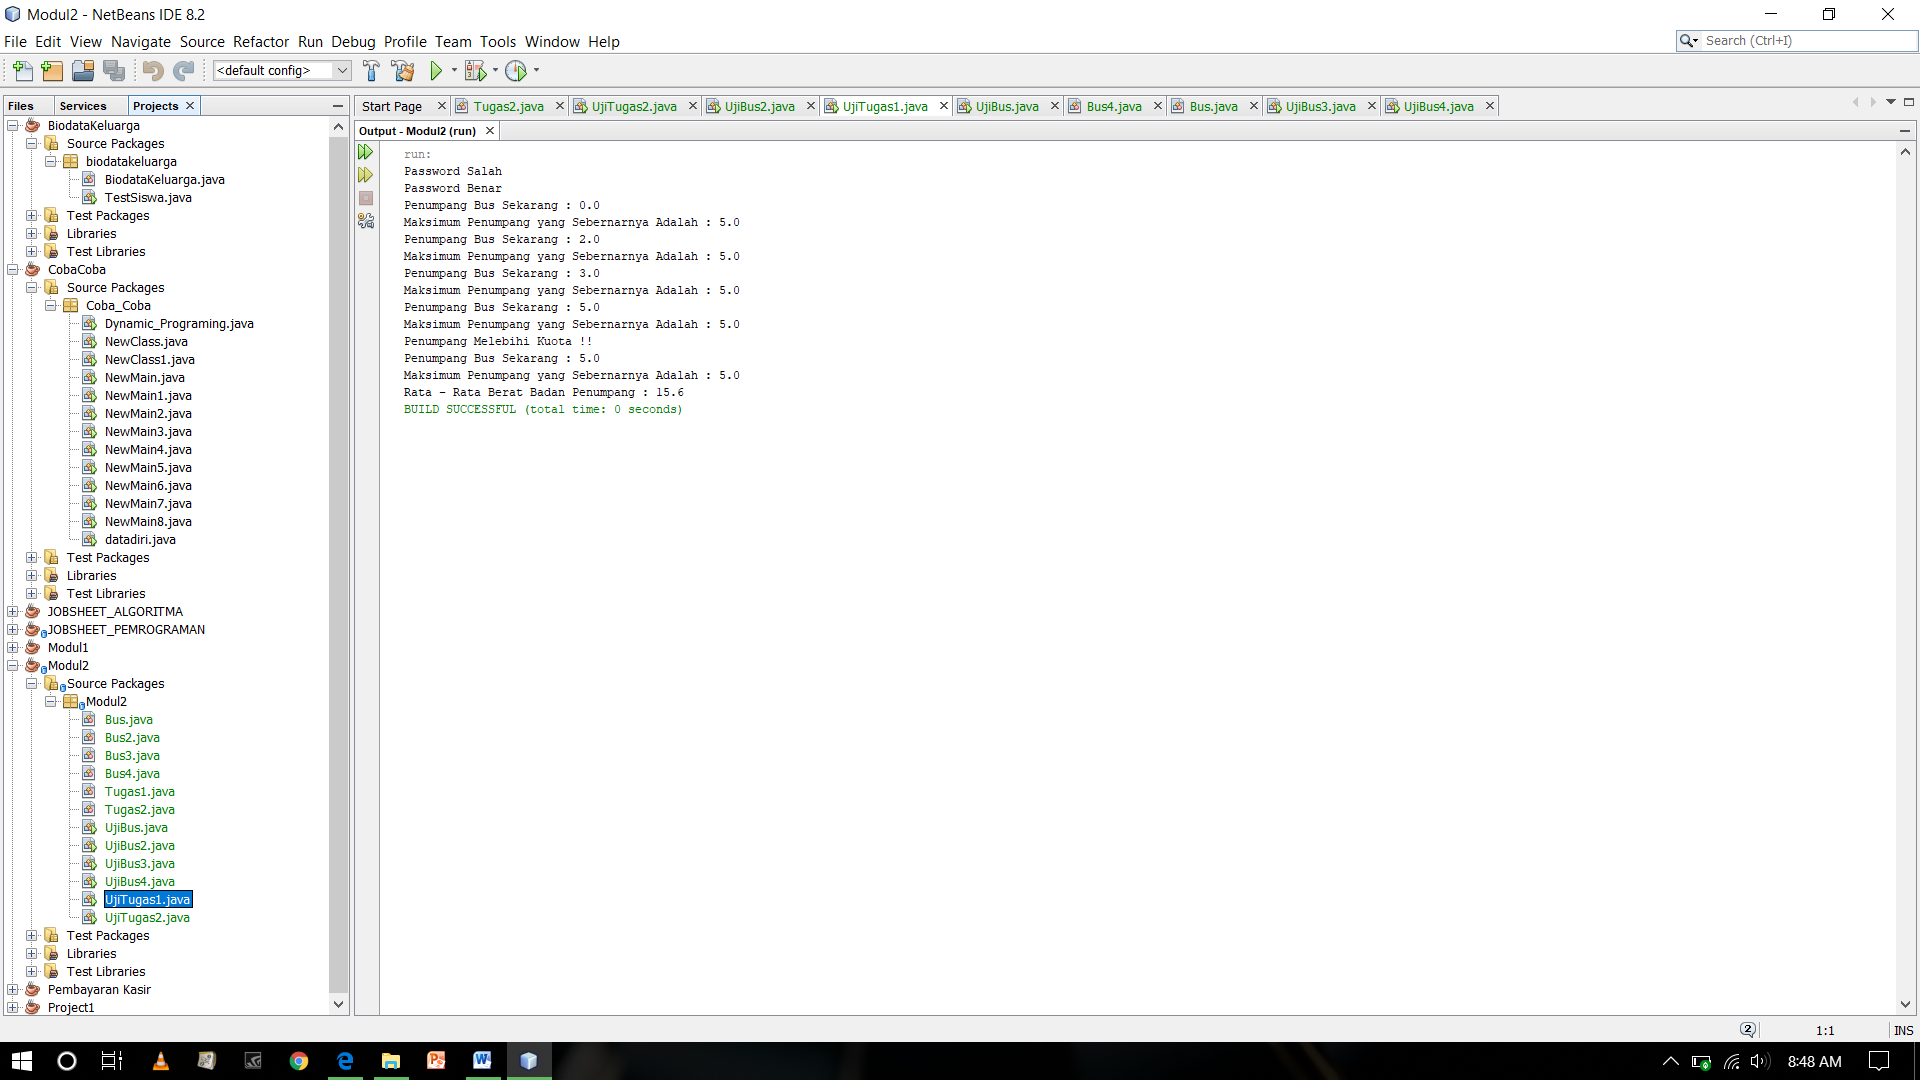 Modul2 - NetBeans IDE 8.2
File Edit View Navigate Source Refactor Run Debug Profile Team Tools Window Help
Search (Ctrl+I)
<default config>
Files Services Projects
BiodataKeluarga
Source Packages
biodatakeluarga
BiodataKeluarga.java
TestSiswa.java
Test Packages
Libraries
Test Libraries
CobaCoba
Source Packages
Coba_Coba
Dynamic_Programing.java
NewClass.java
NewClass1.java
NewMain.java
NewMain1.java
NewMain2.java
NewMain3.java
NewMain4.java
NewMain5.java
NewMain6.java
NewMain7.java
NewMain8.java
datadiri.java
Test Packages
Libraries
Test Libraries
JOBSHEET_ALGORITMA
JOBSHEET_PEMROGRAMAN
Modul1
Modul2
Source Packages
Modul2
Bus.java
Bus2.java
Bus3.java
Bus4.java
Tugas1.java
Tugas2.java
UjiBus.java
UjiBus2.java
UjiBus3.java
UjiBus4.java
UjiTugas1.java
UjiTugas2.java
Test Packages
Libraries
Test Libraries
Pembayaran Kasir
Project1
Start Page Tugas2.java UjiTugas2.java UjiBus2.java UjiTugas1.java UjiBus.java Bus4.java Bus.java UjiBus3.java UjiBus4.java
Output - Modul2 (run)
run:
Password Salah
Password Benar
Penumpang Bus Sekarang : 0.0
Maksimum Penumpang yang Sebernarnya Adalah : 5.0
Penumpang Bus Sekarang : 2.0
Maksimum Penumpang yang Sebernarnya Adalah : 5.0
Penumpang Bus Sekarang : 3.0
Maksimum Penumpang yang Sebernarnya Adalah : 5.0
Penumpang Bus Sekarang : 5.0
Maksimum Penumpang yang Sebernarnya Adalah : 5.0
Penumpang Melebihi Kuota !!
Penumpang Bus Sekarang : 5.0
Maksimum Penumpang yang Sebernarnya Adalah : 5.0
Rata - Rata Berat Badan Penumpang : 15.6
BUILD SUCCESSFUL (total time: 0 seconds)
2 1:1 INS
8:48 AM